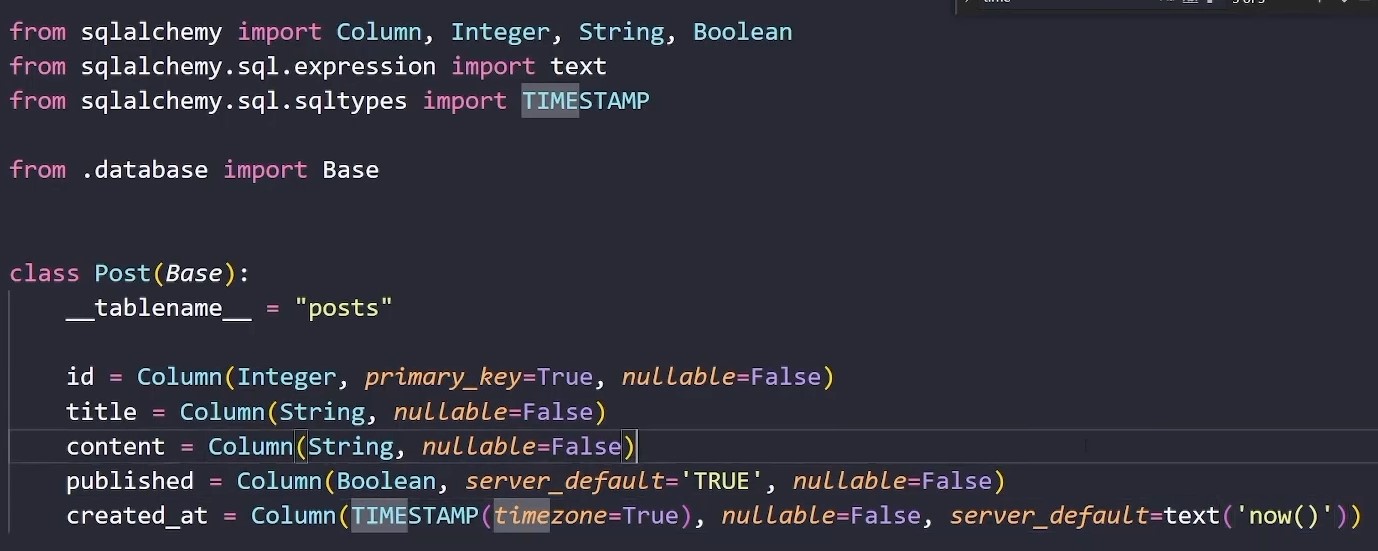 from sqlalchemy import Column, Integer, String, Boolean
from sqlalchemy.sql.expression import text
from sqlalchemy.sql.sqltypes import TIMESTAMP
from .database import Base
class Post(Base):
__tablename__ = "posts"
id = Column(Integer, primary_key=True, nullable=False)
title = Column(String, nullable=False)
content = Column(String, nullable=False)
published = Column(Boolean, server_default='TRUE', nullable=False)
created_at = Column(TIMESTAMP(timezone=True), nullable=False, server_default=text('now()'))